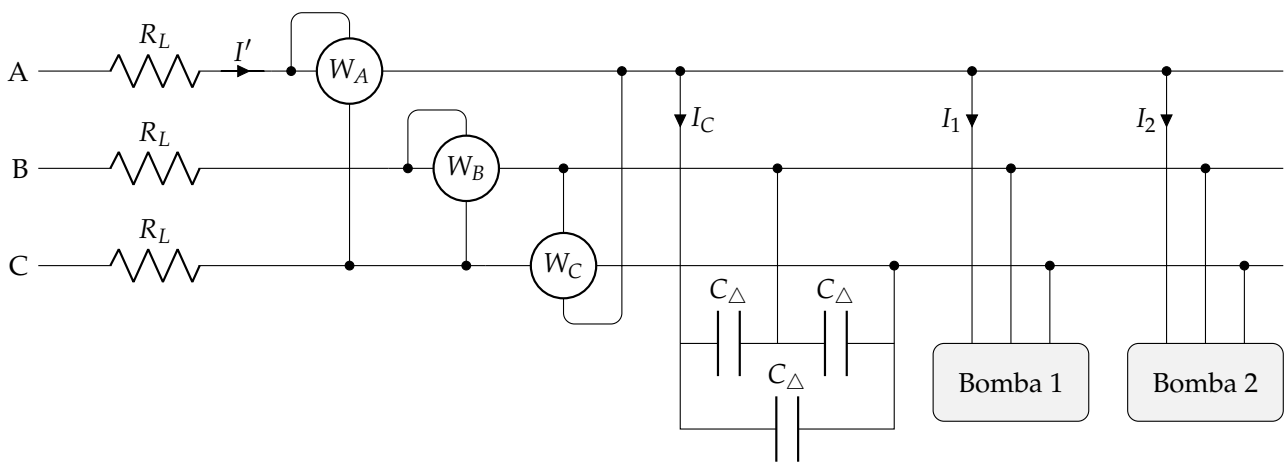 A
R_L
I′
W_A
B
R_L
W_B
C
R_L
W_C
I_C
I_1
I_2
C_△
C_△
C_△
Bomba 1
Bomba 2